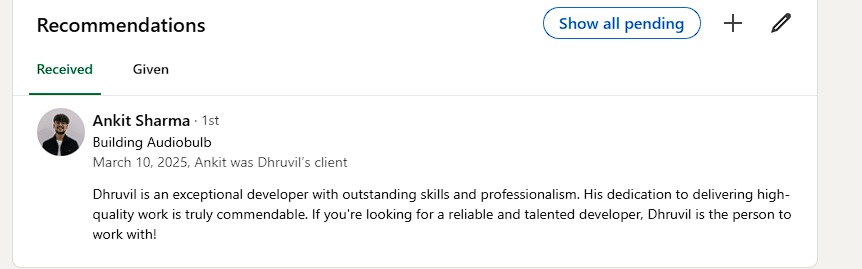 Recommendations
Show all pending
Received
Given
Ankit Sharma · 1st
Building Audiobulb
March 10, 2025, Ankit was Dhruvil's client
Dhruvil is an exceptional developer with outstanding skills and professionalism. His dedication to delivering high-
quality work is truly commendable. If you're looking for a reliable and talented developer, Dhruvil is the person to
work with!